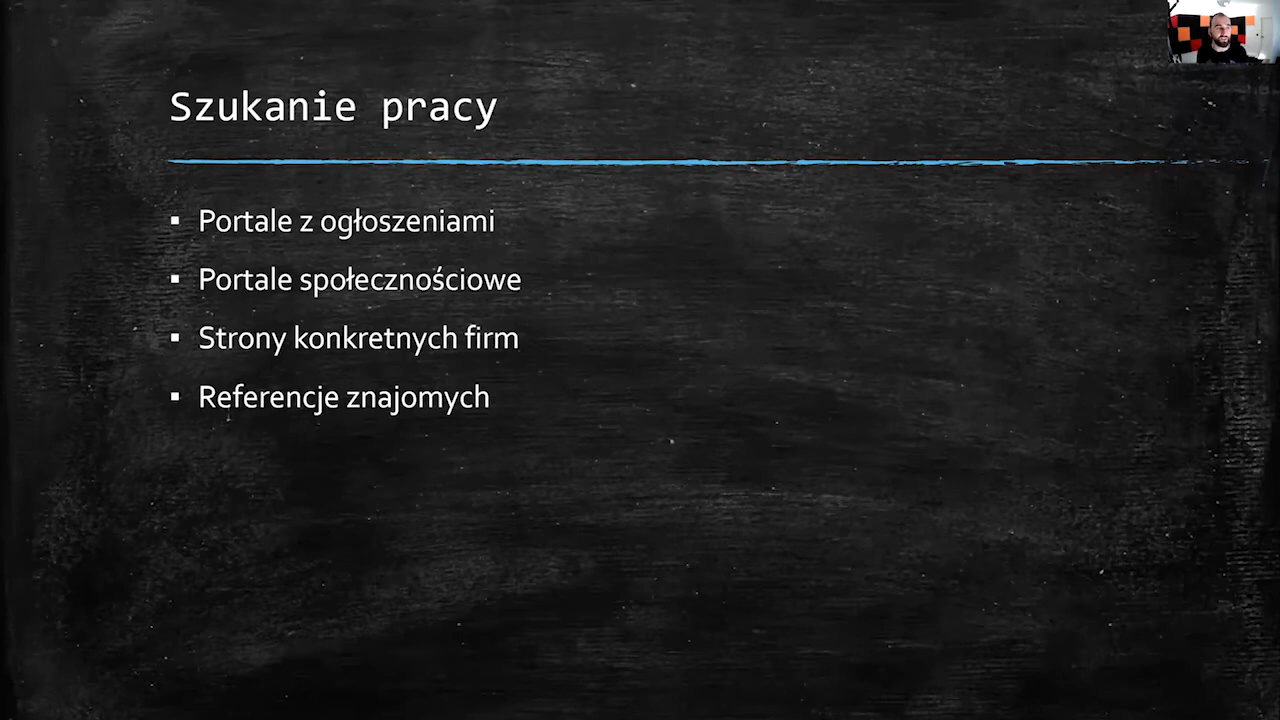 Szukanie pracy
▪ Portale z ogłoszeniami
▪ Portale społecznościowe
▪ Strony konkretnych firm
▪ Referencje znajomych